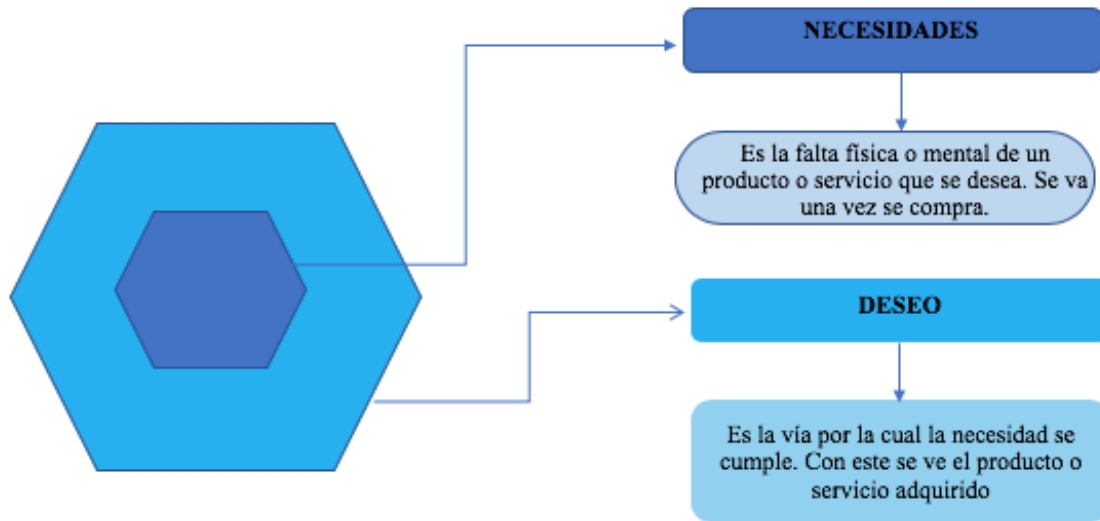 NECESIDADES
Es la falta física o mental de un
producto o servicio que se desea. Se va
una vez se compra.
DESEO
Es la vía por la cual la necesidad se
cumple. Con este se ve el producto o
servicio adquirido